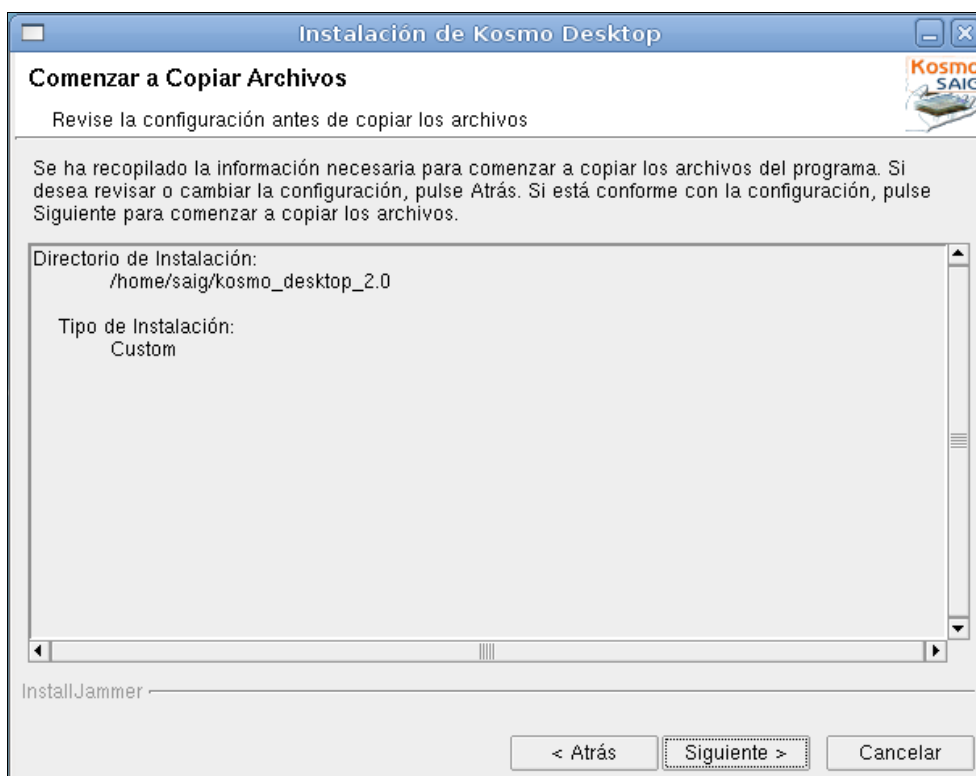 Instalación de Kosmo Desktop
Comenzar a Copiar Archivos
Kosmo
SAIG
Revise la configuración antes de copiar los archivos
Se ha recopilado la información necesaria para comenzar a copiar los archivos del programa. Si
desea revisar o cambiar la configuración, pulse Atrás. Si está conforme con la configuración, pulse
Siguiente para comenzar a copiar los archivos.
Directorio de Instalación:
/home/saig/kosmo_desktop_2.0
Tipo de Instalación:
Custom
InstallJammer
< Atrás
Siguiente >
Cancelar